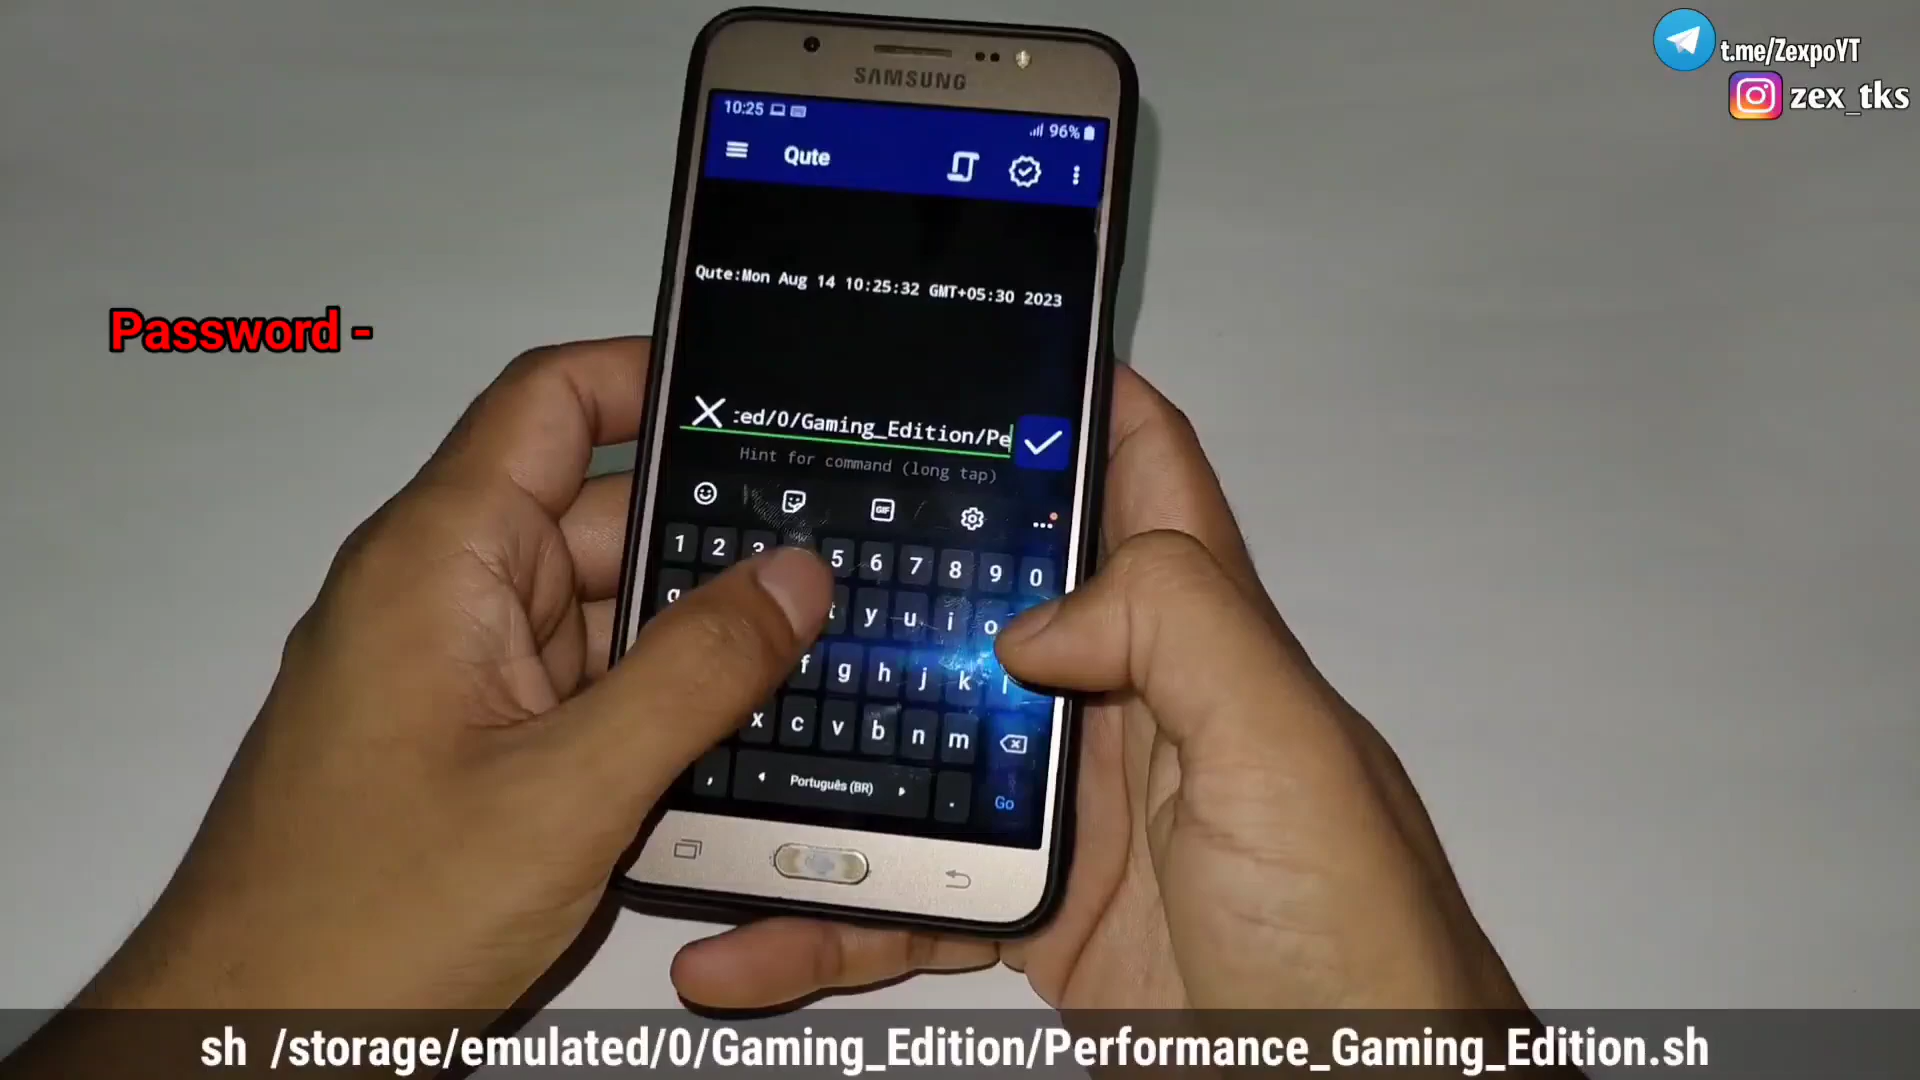 t.me/ZexpoYT
zex_tks
SAMSUNG
10:25
96%
Qute
Qute:Mon Aug 14 10:25:32 GMT+05:30 2023
Password -
ed/0/Gaming_Edition/Pe
Hint for command (long tap)
GIF
1 2 3 5 6 7 8 9 0
q t y u i o
f g h j k l
x c v b n m
, Português (BR) . Go
sh /storage/emulated/0/Gaming_Edition/Performance_Gaming_Edition.sh